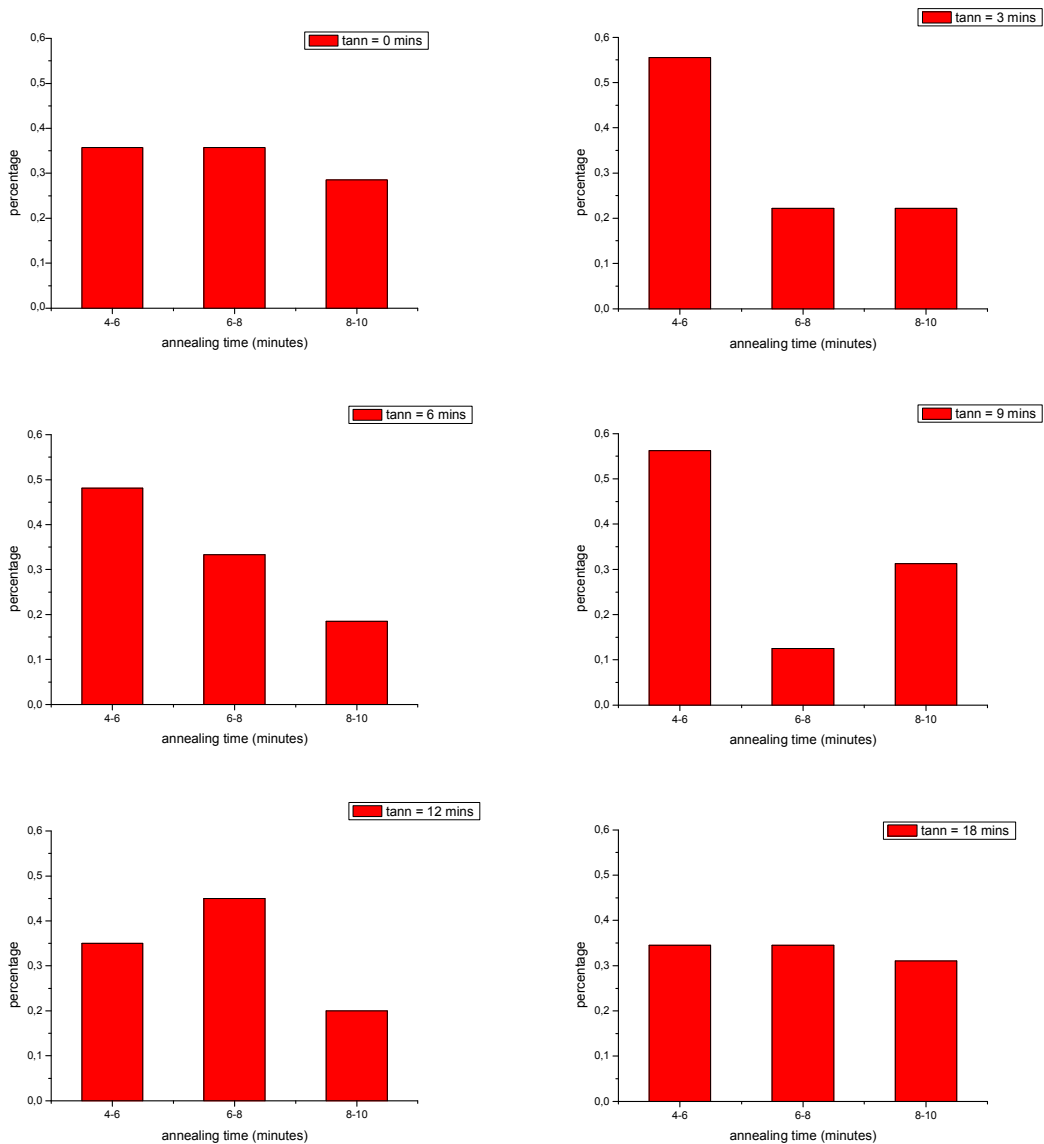 tann = 0 mins
0,6
0,5
0,4
0,3
0,2
0,1
0,0
percentage
4-6 6-8 8-10
annealing time (minutes)
tann = 3 mins
0,6
0,5
0,4
0,3
0,2
0,1
0,0
percentage
4-6 6-8 8-10
annealing time (minutes)
tann = 6 mins
0,6
0,5
0,4
0,3
0,2
0,1
0,0
percentage
4-6 6-8 8-10
annealing time (minutes)
tann = 9 mins
0,6
0,5
0,4
0,3
0,2
0,1
0,0
percentage
4-6 6-8 8-10
annealing time (minutes)
tann = 12 mins
0,6
0,5
0,4
0,3
0,2
0,1
0,0
percentage
4-6 6-8 8-10
annealing time (minutes)
tann = 18 mins
0,6
0,5
0,4
0,3
0,2
0,1
0,0
percentage
4-6 6-8 8-10
annealing time (minutes)